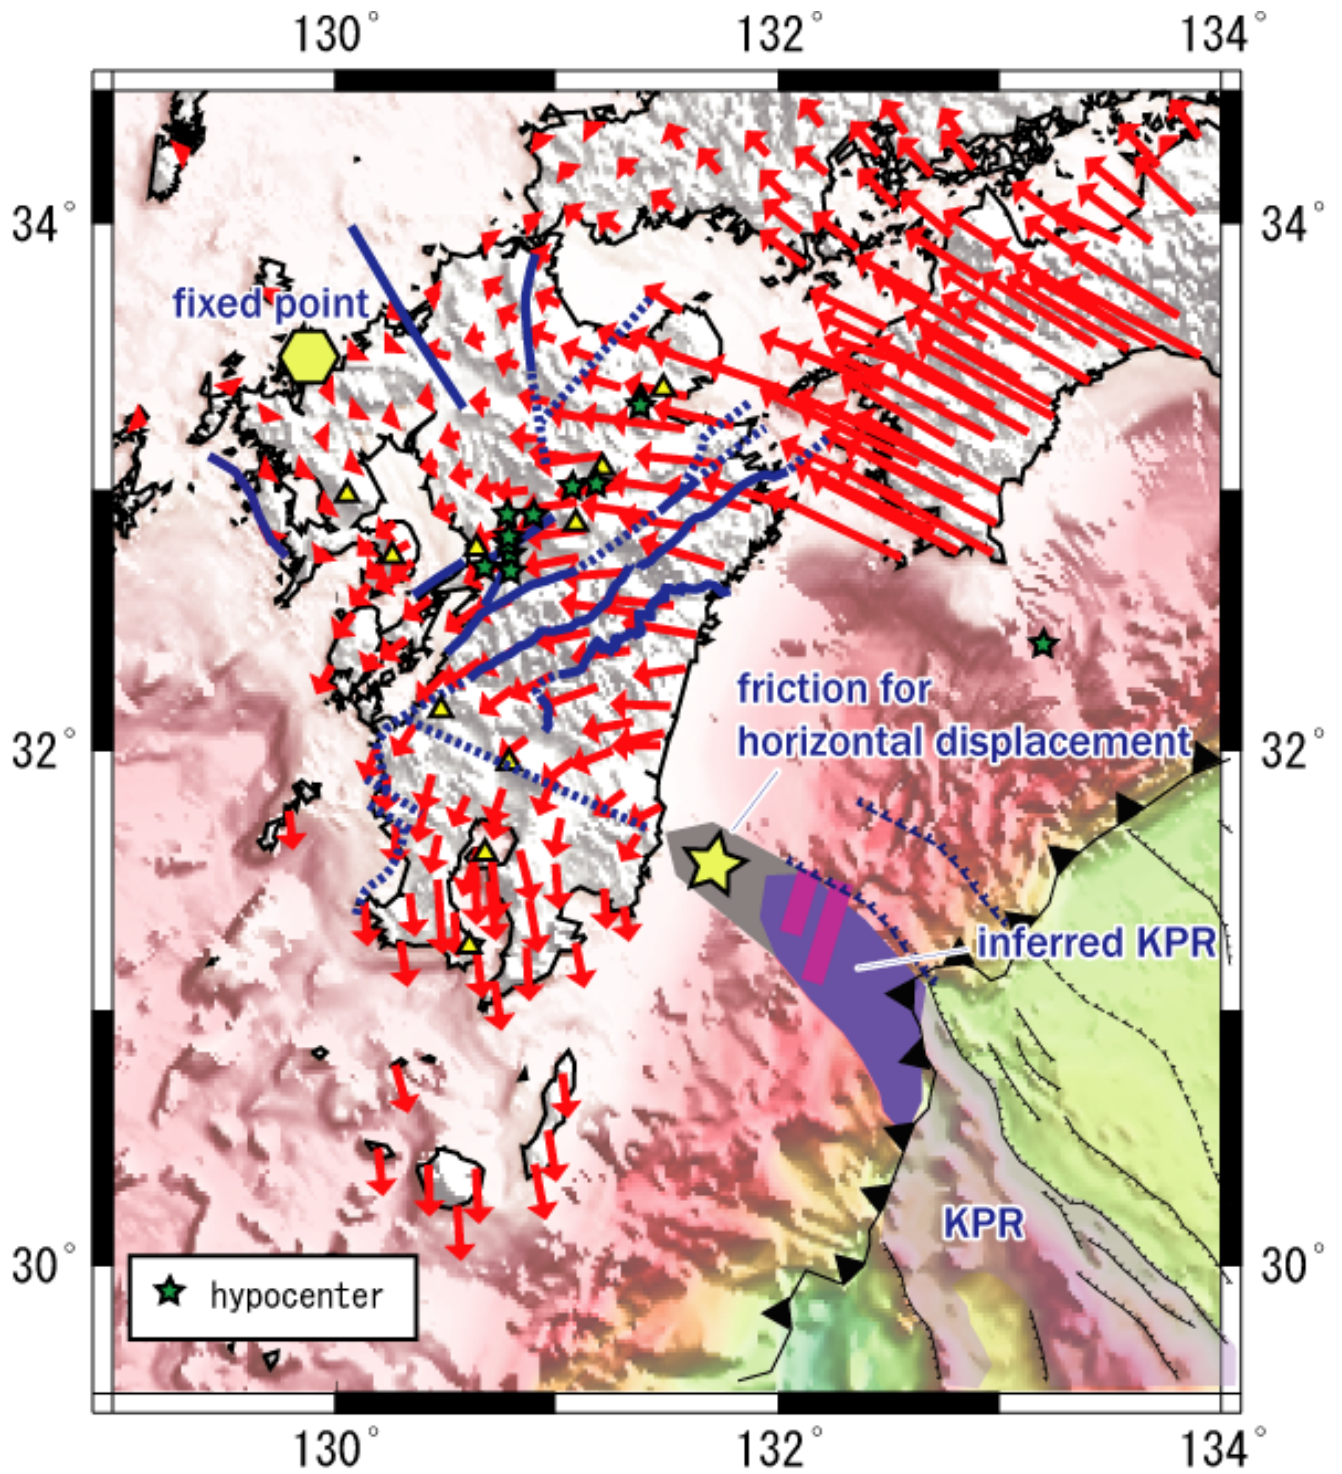 130° 132° 134°
34° 34°
fixed point
friction for
horizontal displacement
32° 32°
inferred KPR
KPR
30° 30°
hypocenter
130° 132° 134°